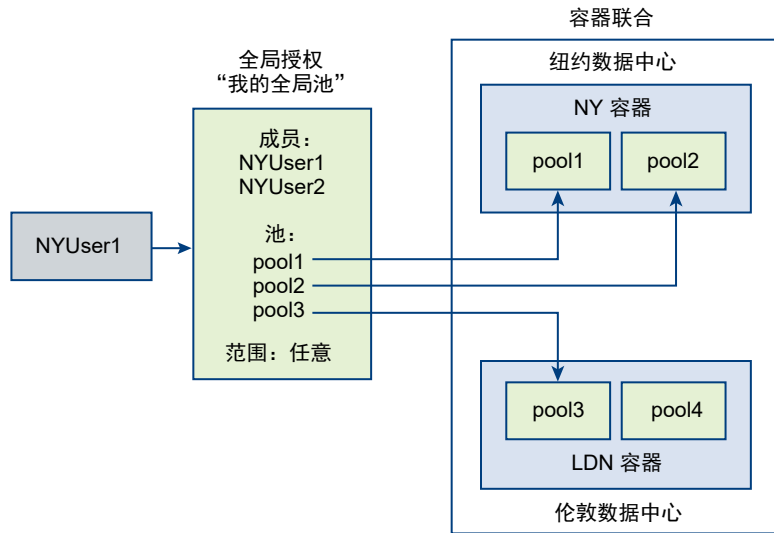 容器联合
全局授权
“我的全局池”
成员：
NYUser1
NYUser2
池：
pool1
pool2
pool3
范围：任意
NYUser1
纽约数据中心
NY 容器
pool1
pool2
pool3
pool4
LDN 容器
伦敦数据中心